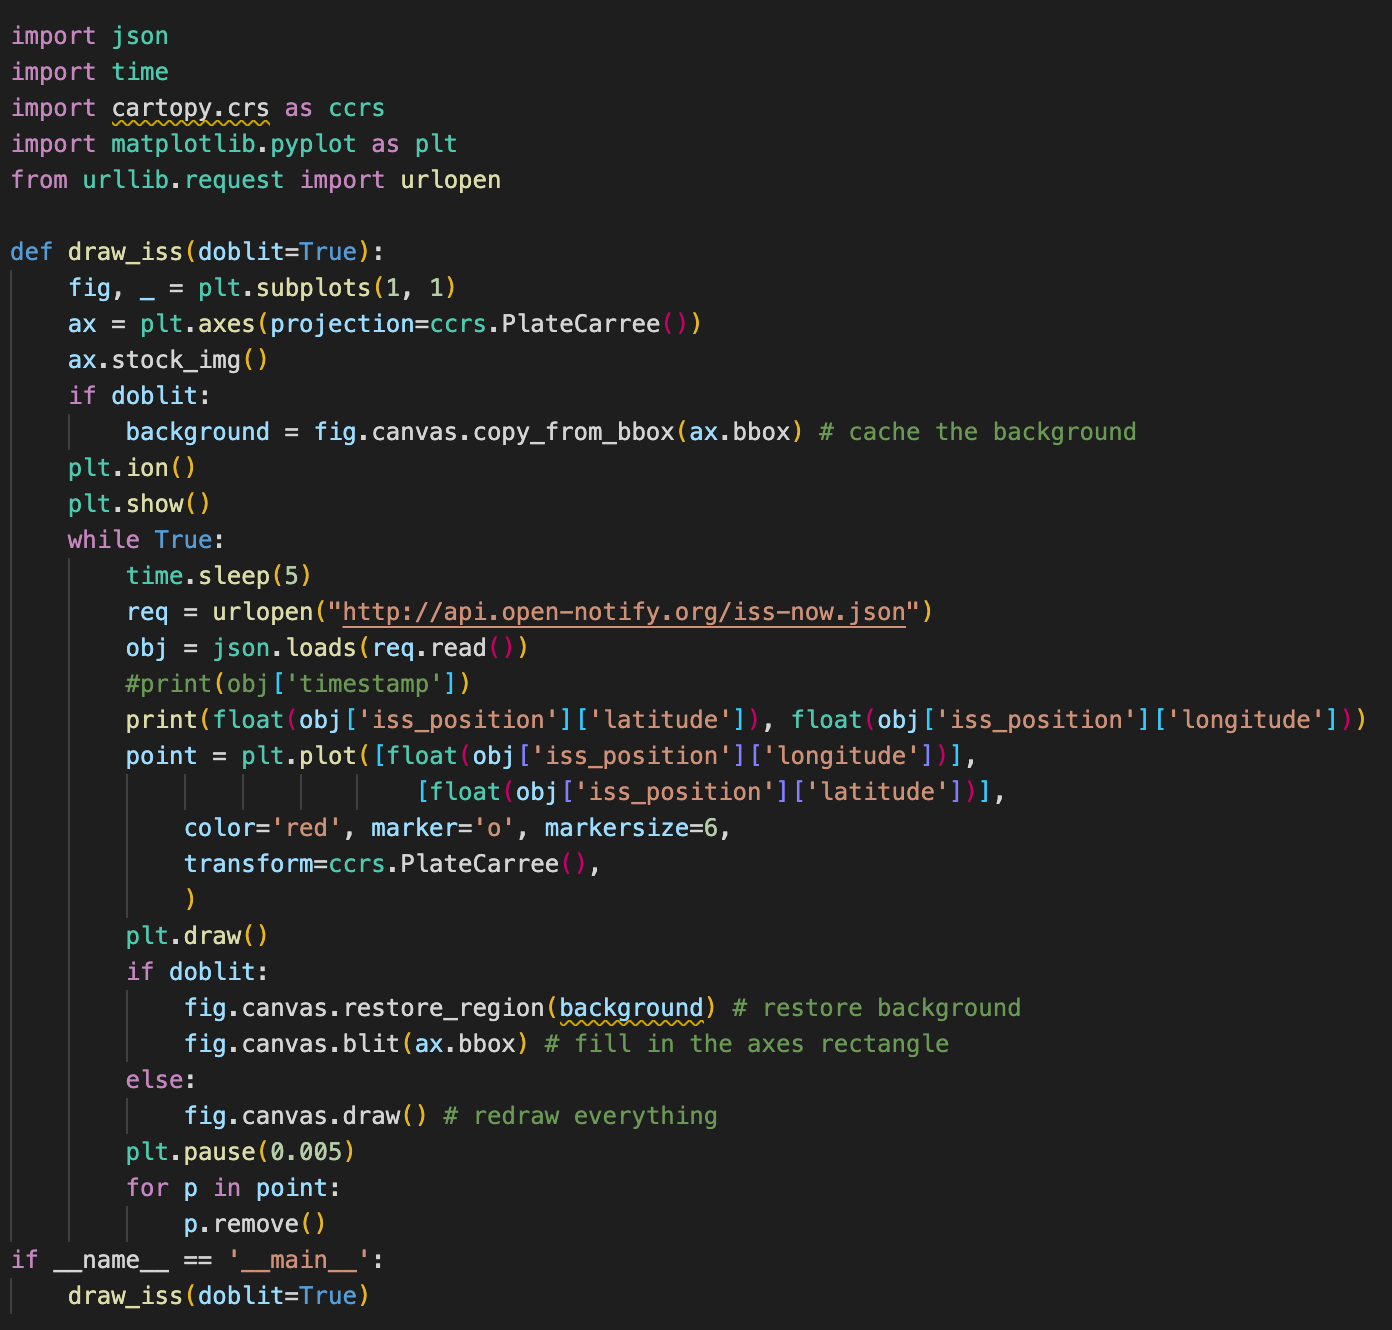 import json
import time
import cartopy.crs as ccrs
import matplotlib.pyplot as plt
from urllib.request import urlopen

def draw_iss(doblit=True):
    fig, _ = plt.subplots(1, 1)
    ax = plt.axes(projection=ccrs.PlateCarree())
    ax.stock_img()
    if doblit:
        background = fig.canvas.copy_from_bbox(ax.bbox) # cache the background
    plt.ion()
    plt.show()
    while True:
        time.sleep(5)
        req = urlopen("http://api.open-notify.org/iss-now.json")
        obj = json.loads(req.read())
        #print(obj['timestamp'])
        print(float(obj['iss_position']['latitude']), float(obj['iss_position']['longitude']))
        point = plt.plot([float(obj['iss_position']['longitude'])],
                            [float(obj['iss_position']['latitude'])],
            color='red', marker='o', markersize=6,
            transform=ccrs.PlateCarree(),
            )
        plt.draw()
        if doblit:
            fig.canvas.restore_region(background) # restore background
            fig.canvas.blit(ax.bbox) # fill in the axes rectangle
        else:
            fig.canvas.draw() # redraw everything
        plt.pause(0.005)
        for p in point:
            p.remove()
if __name__ == '__main__':
    draw_iss(doblit=True)